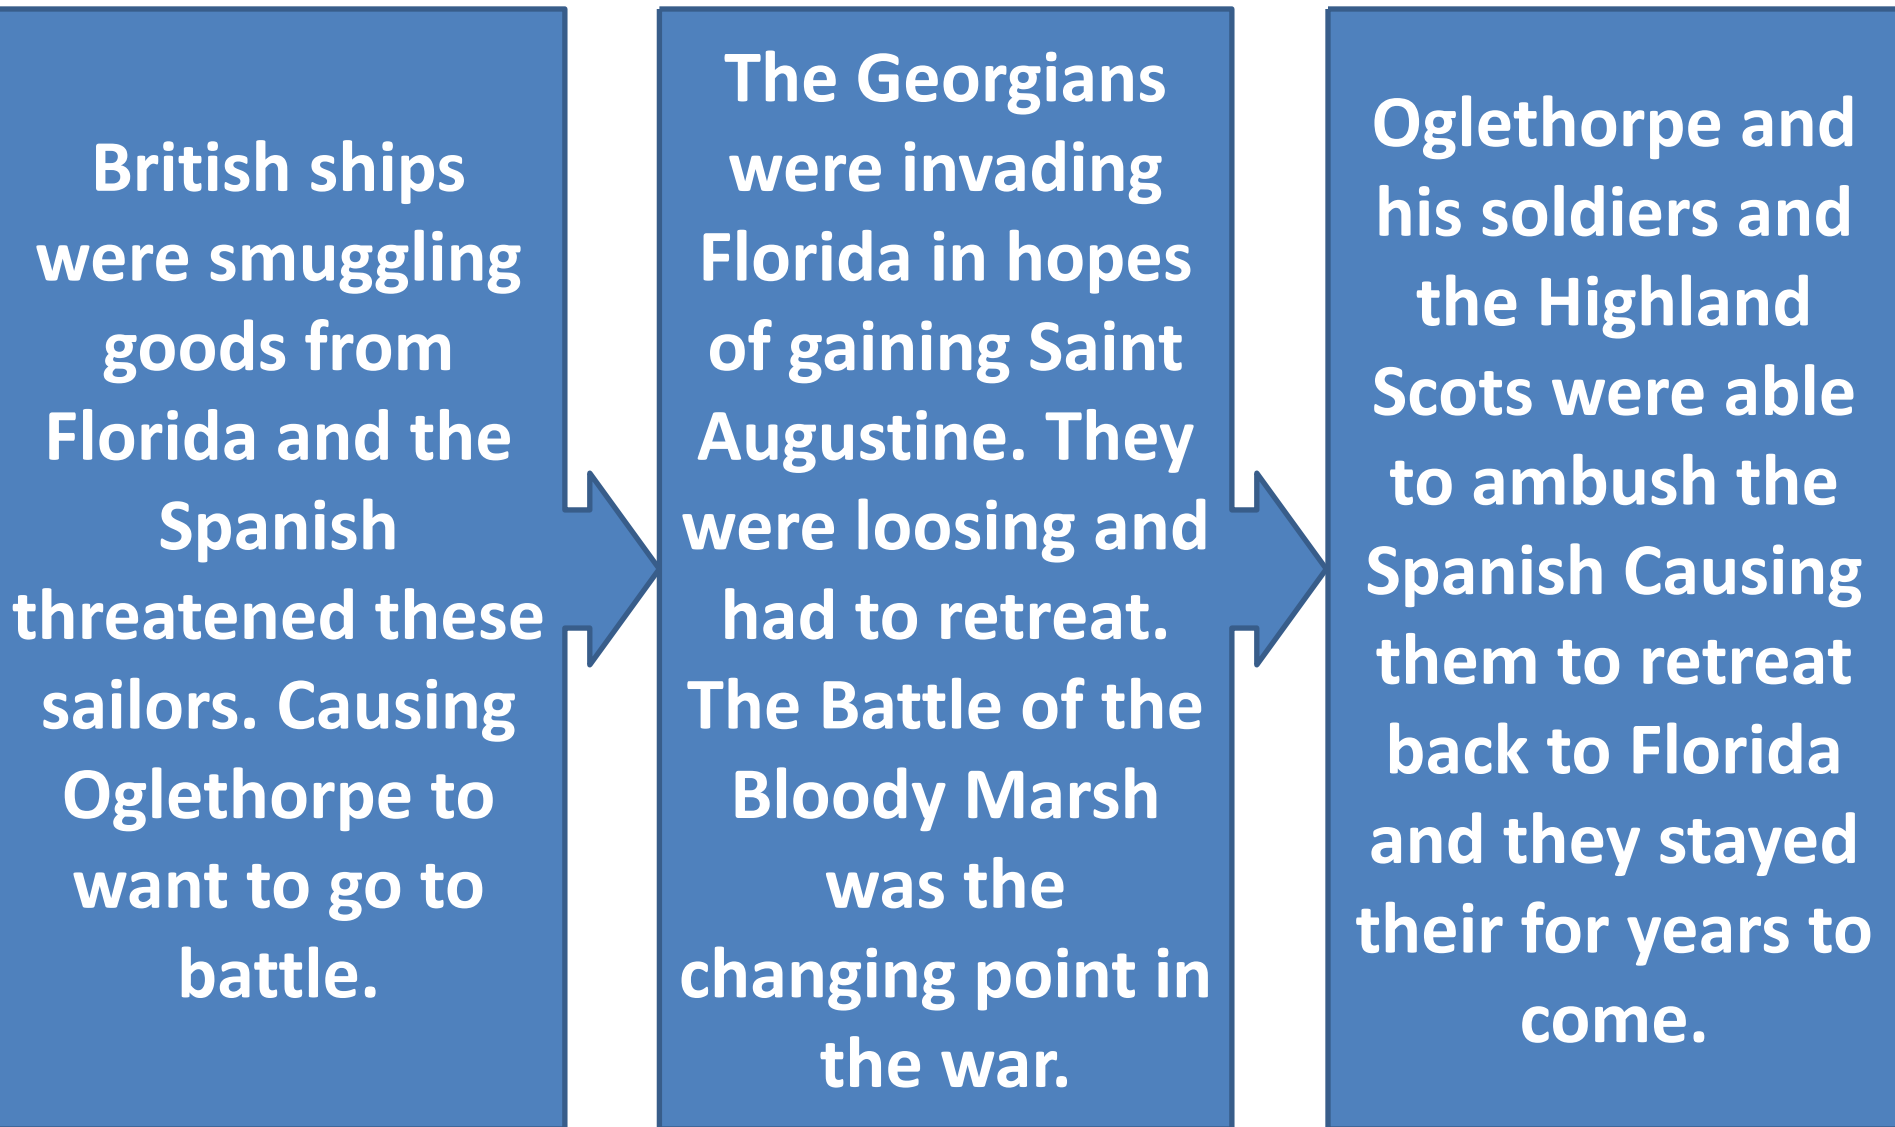 British ships
were smuggling
goods from
Florida and the
Spanish
threatened these
sailors. Causing
Oglethorpe to
want to go to
battle.
The Georgians
were invading
Florida in hopes
of gaining Saint
Augustine. They
were loosing and
had to retreat.
The Battle of the
Bloody Marsh
was the
changing point in
the war.
Oglethorpe and
his soldiers and
the Highland
Scots were able
to ambush the
Spanish Causing
them to retreat
back to Florida
and they stayed
their for years to
come.